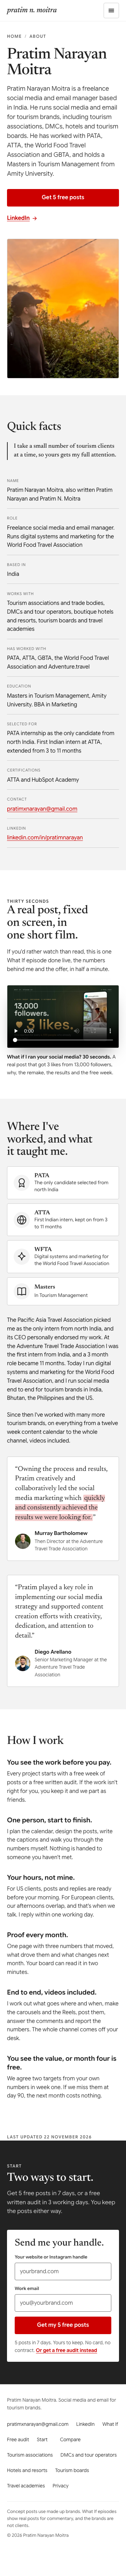 pratim n. moitra
HOME / ABOUT
Pratim Narayan
Moitra
Pratim Narayan Moitra is a freelance
social media and email manager based
in India. He runs social media and email
for tourism boards, including tourism
associations, DMCs, hotels and tourism
boards. He has worked with PATA,
ATTA, the World Food Travel
Association and GATA, and holds a
Masters in Tourism Management from
Amity University.
Get 5 free posts
LinkedIn →
Quick facts
I take a small number of tourism clients
at a time, so yours gets my full attention.
NAME
Pratim Narayan Moitra, also written Pratim
Narayan and Pratim N. Moitra
ROLE
Freelance social media and email manager.
Runs digital systems and marketing for the
World Food Travel Association
BASED IN
India
WORKS WITH
Tourism associations and trade bodies,
DMCs and tour operators, boutique hotels
and resorts, tourism boards and travel
academies
HAS WORKED WITH
PATA, ATTA, GBTA, the World Food Travel
Association and Adventure.travel
EDUCATION
Masters in Tourism Management, Amity
University. BBA in Marketing
SELECTED FOR
PATA internship as the only candidate from
north India. First Indian intern at ATTA,
extended from 3 to 11 months
CERTIFICATIONS
ATTA and HubSpot Academy
CONTACT
pratimxnarayan@gmail.com
LINKEDIN
linkedin.com/in/pratimnarayan
THIRTY SECONDS
A real post, fixed
on screen, in
one short film.
If you'd rather watch than read, this is one
What if episode done live, the numbers
behind it and the offer, in half a minute.
13,000
followers
3 likes.
0:00
What if I ran your social media? 30 seconds. A
real post that got 3 likes from 13,000 followers,
why, the remake, the results and the free week.
Where I've
worked, and what
it taught me.
PATA
The only candidate selected from
north India
ATTA
First Indian intern, kept on from 3
to 11 months
WFTA
Digital systems and marketing for
the World Food Travel Association
Masters
In Tourism Management
The Pacific Asia Travel Association picked
me as the only intern from north India, and
its CEO personally endorsed my work. At
the Adventure Travel Trade Association I was
the first intern from India, and a 3 month
role became 11 months. Today I run digital
systems and marketing for the World Food
Travel Association, and I run social media
end to end for tourism brands in India,
Bhutan, the Philippines and the US.
Since then I've worked with many more
tourism brands, on everything from a twelve
week content calendar to the whole
channel, videos included.
“Owning the process and results,
Pratim creatively and
collaboratively led the social
media marketing which quickly
and consistently achieved the
results we were looking for.”
Murray Bartholomew
Then Director at the Adventure
Travel Trade Association
“Pratim played a key role in
implementing our social media
strategy and supported content
creation efforts with creativity,
dedication, and attention to
detail.”
Diego Arellano
Senior Marketing Manager at the
Adventure Travel Trade
Association
How I work
You see the work before you pay.
Every project starts with a free week of
posts or a free written audit. If the work isn't
right for you, you keep it and we part as
friends.
One person, start to finish.
I plan the calendar, design the posts, write
the captions and walk you through the
numbers myself. Nothing is handed to
someone you haven't met.
Your hours, not mine.
For US clients, posts and replies are ready
before your morning. For European clients,
our afternoons overlap, and that's when we
talk. I reply within one working day.
Proof every month.
One page with three numbers that moved,
what drove them and what changes next
month. Your board can read it in two
minutes.
End to end, videos included.
I work out what goes where and when, make
the carousels and the Reels, post them,
answer the comments and report the
numbers. The whole channel comes off your
desk.
You see the value, or month four is
free.
We agree two targets from your own
numbers in week one. If we miss them at
day 90, the next month costs nothing.
LAST UPDATED 22 NOVEMBER 2026
START
Two ways to start.
Get 5 free posts in 7 days, or a free
written audit in 3 working days. You keep
the posts either way.
Send me your handle.
Your website or Instagram handle
yourbrand.com
Work email
you@yourbrand.com
Get my 5 free posts
5 posts in 7 days. Yours to keep. No card, no
contract. Or get a free audit instead
Pratim Narayan Moitra. Social media and email for
tourism brands.
pratimxnarayan@gmail.com LinkedIn What If
Free audit Start Compare
Tourism associations DMCs and tour operators
Hotels and resorts Tourism boards
Travel academies Privacy
Concept posts use made-up brands. What If episodes
show real posts for commentary, and the brands are
not clients.
© 2026 Pratim Narayan Moitra